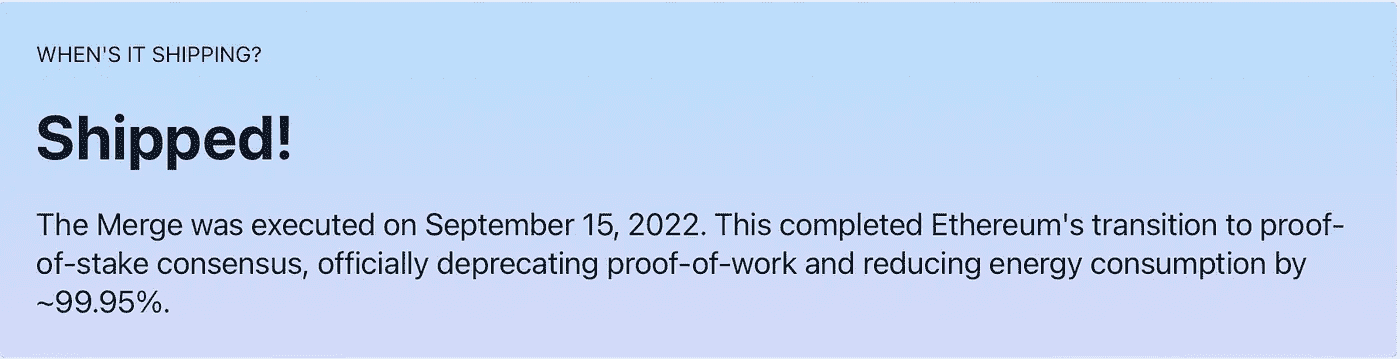 WHEN'S IT SHIPPING?
Shipped!
The Merge was executed on September 15, 2022. This completed Ethereum's transition to proof-
of-stake consensus, officially deprecating proof-of-work and reducing energy consumption by
~99.95%.